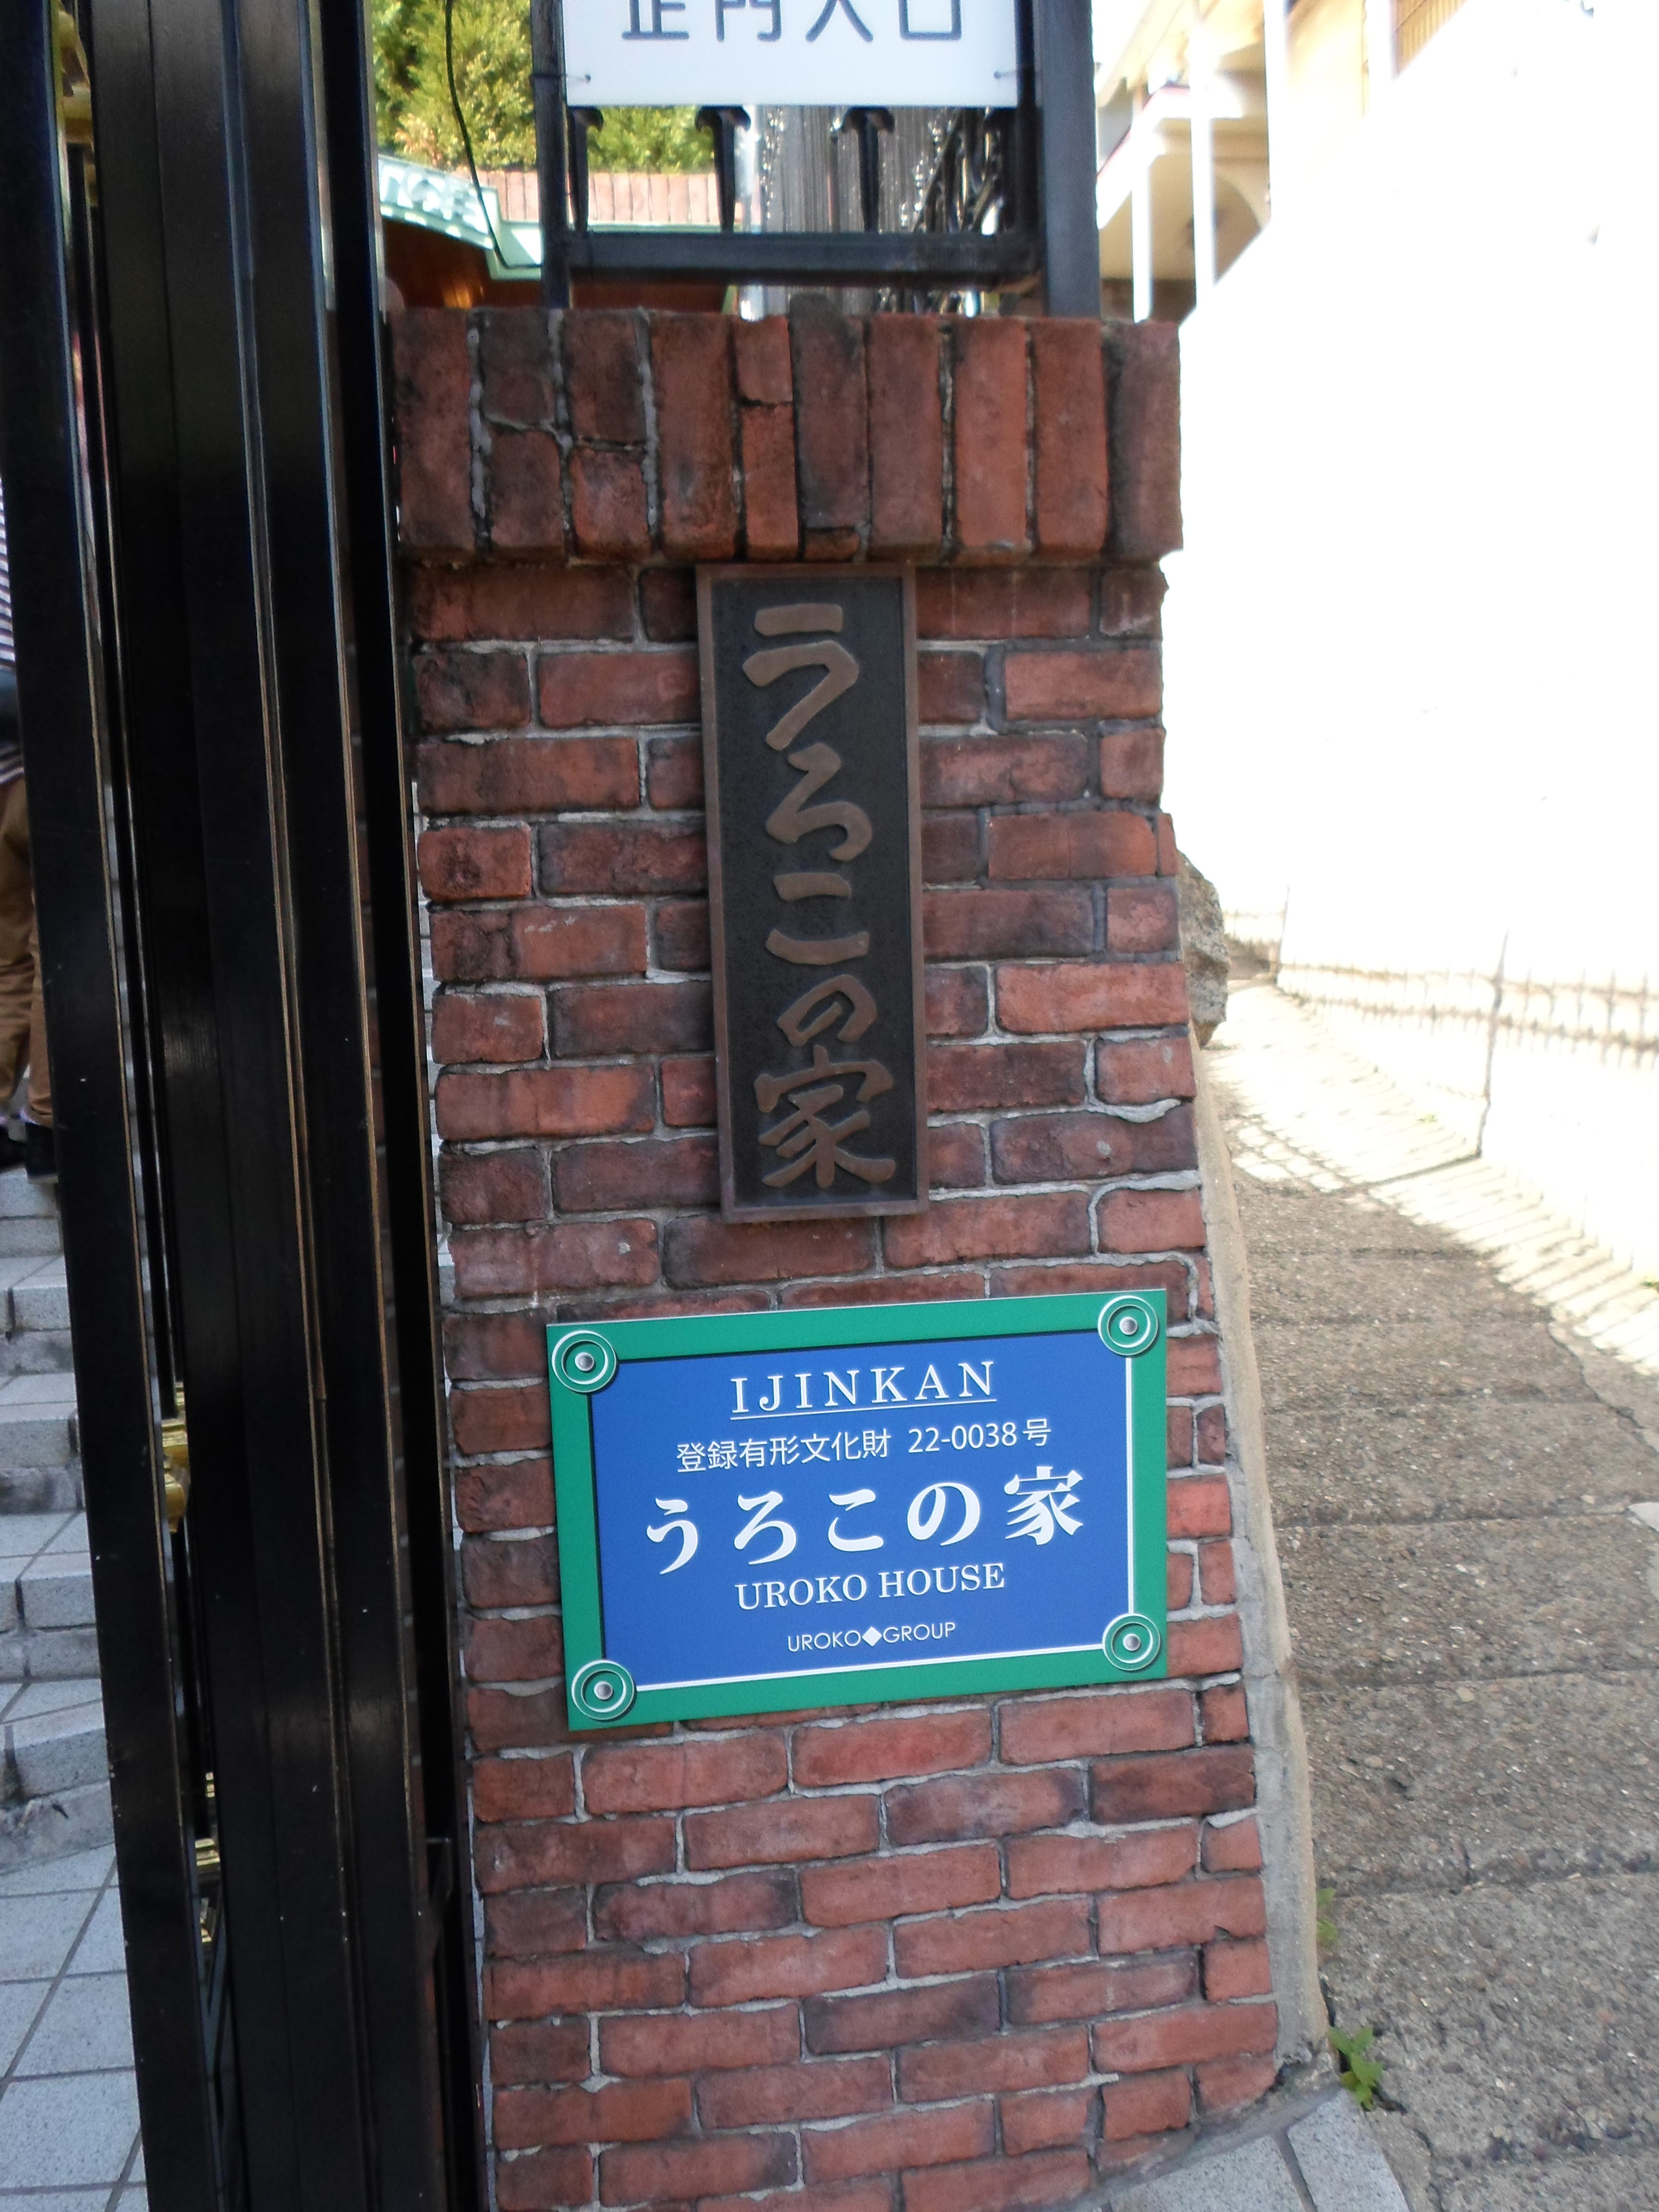 正門入口
うろこの家
IJINKAN
登録有形文化財 22-0038号
うろこの家
UROKO HOUSE
UROKO◆GROUP